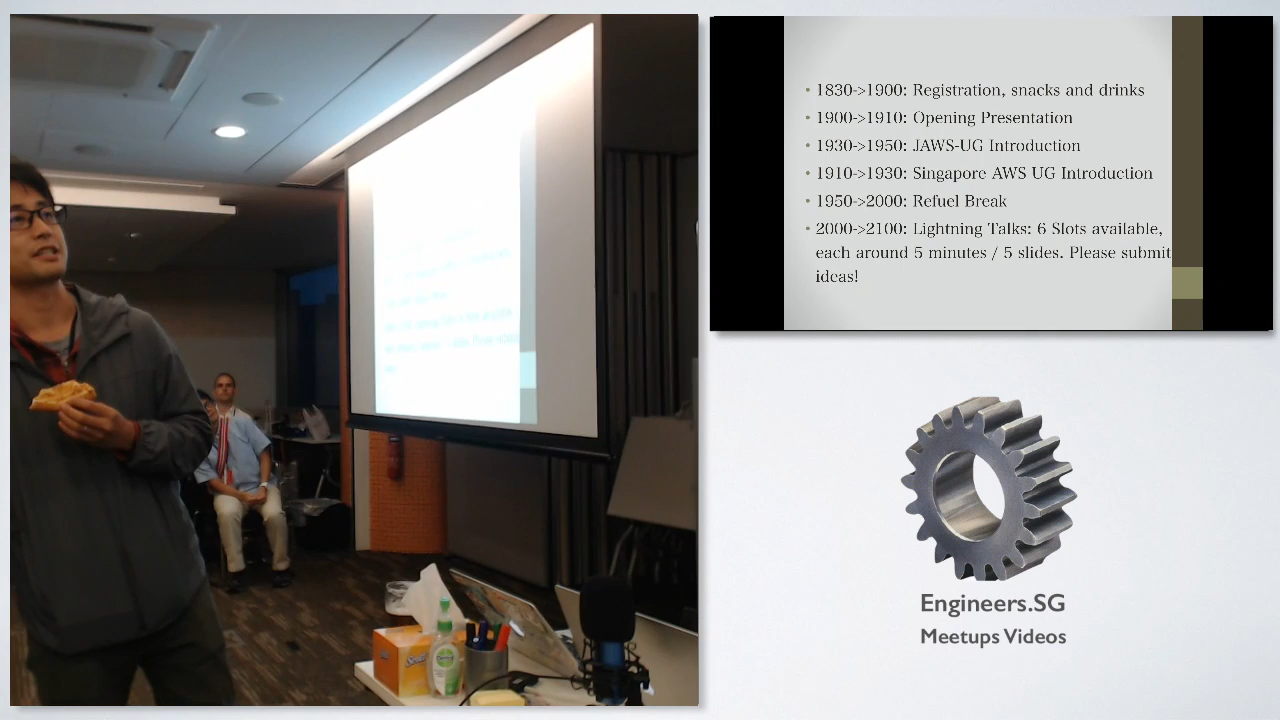 • 1830->1900: Registration, snacks and drinks
• 1900->1910: Opening Presentation
• 1930->1950: JAWS-UG Introduction
• 1910->1930: Singapore AWS UG Introduction
• 1950->2000: Refuel Break
• 2000->2100: Lightning Talks: 6 Slots available,
each around 5 minutes / 5 slides. Please submit
ideas!
Engineers.SG
Meetups Videos